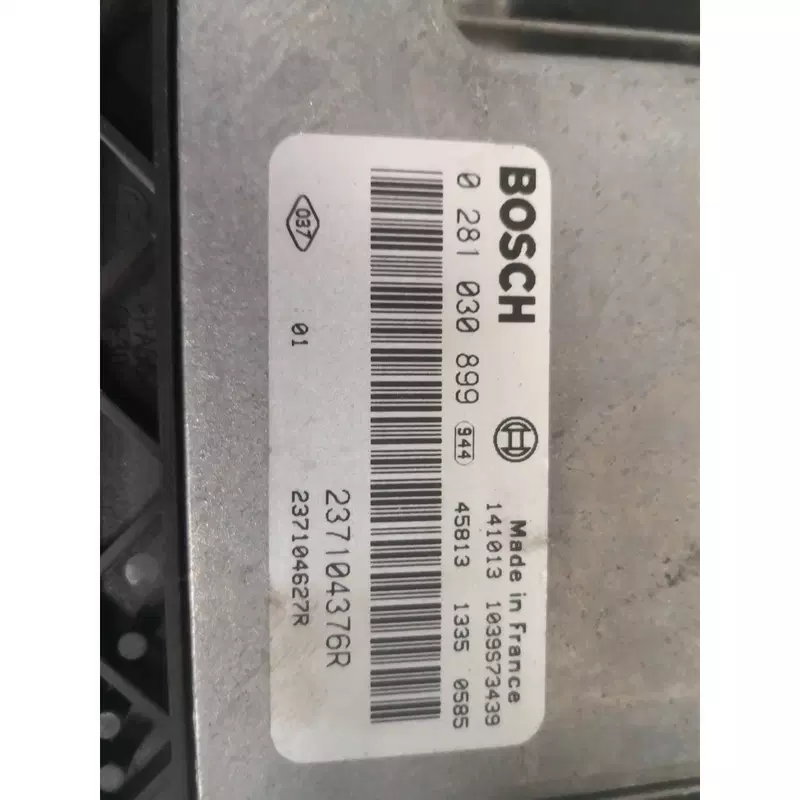 BOSCH
Made in France
0 281 030 899
944
141013 1039S73439
45813 1335 0585
037
01
237104376R
237104627R